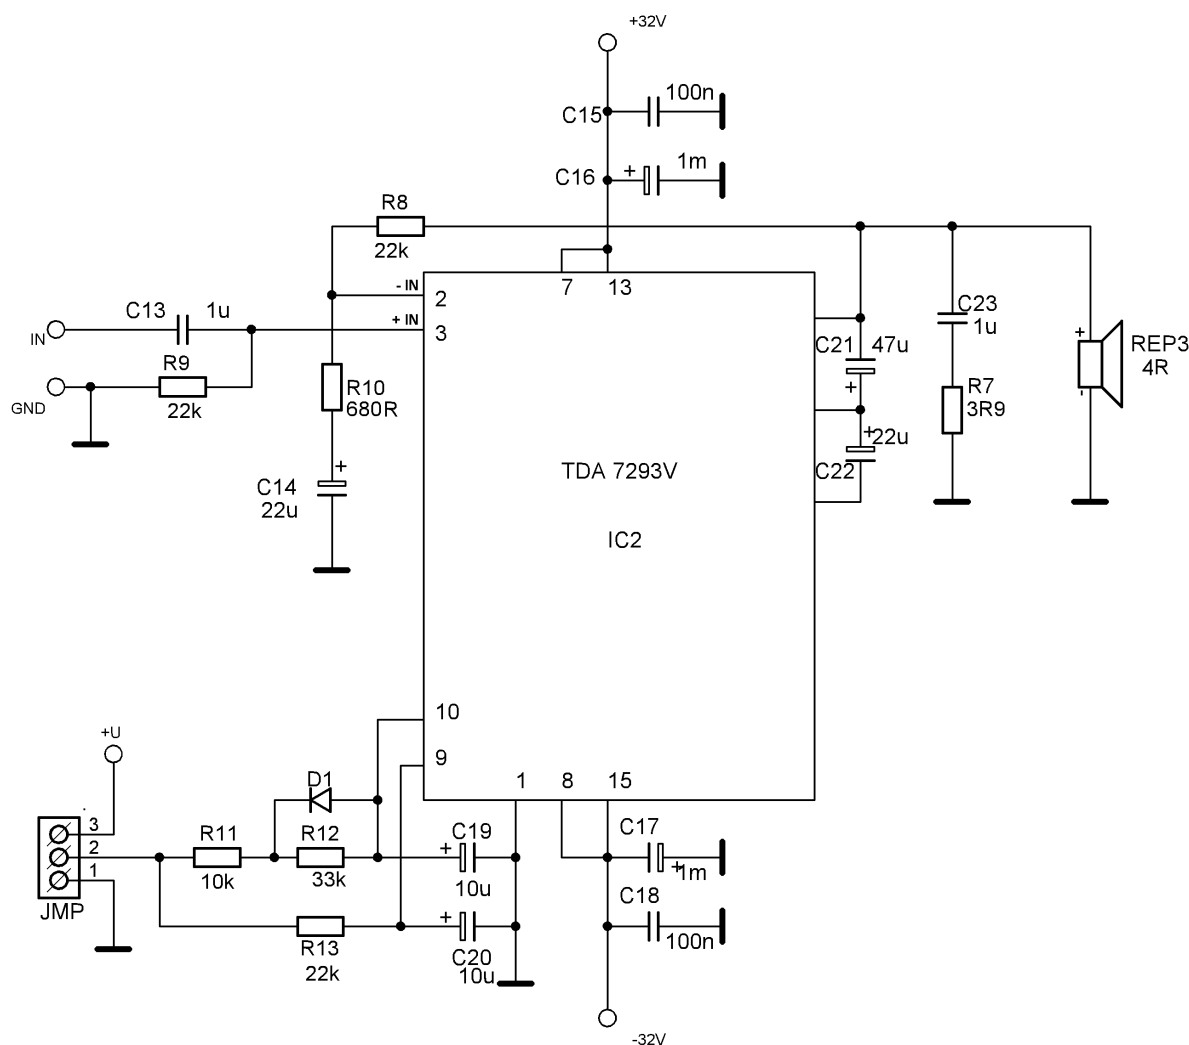 +32V
C15
100n
C16
+
1m
R8
22k
7
13
- IN
2
+ IN
3
C13
1u
IN
R9
22k
GND
R10
680R
+
C14
22u
C21
47u
+
+
22u
C22
C23
1u
R7
3R9
+
REP3
4R
-
TDA 7293V
IC2
10
9
1
8
15
+U
D1
3
2
1
JMP
R11
10k
R12
33k
R13
22k
+
C19
10u
+
C20
10u
C17
+
1m
C18
100n
-32V